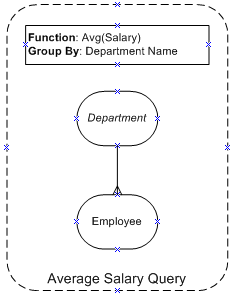 Function: Avg(Salary)
Group By: Department Name
Department
Employee
Average Salary Query